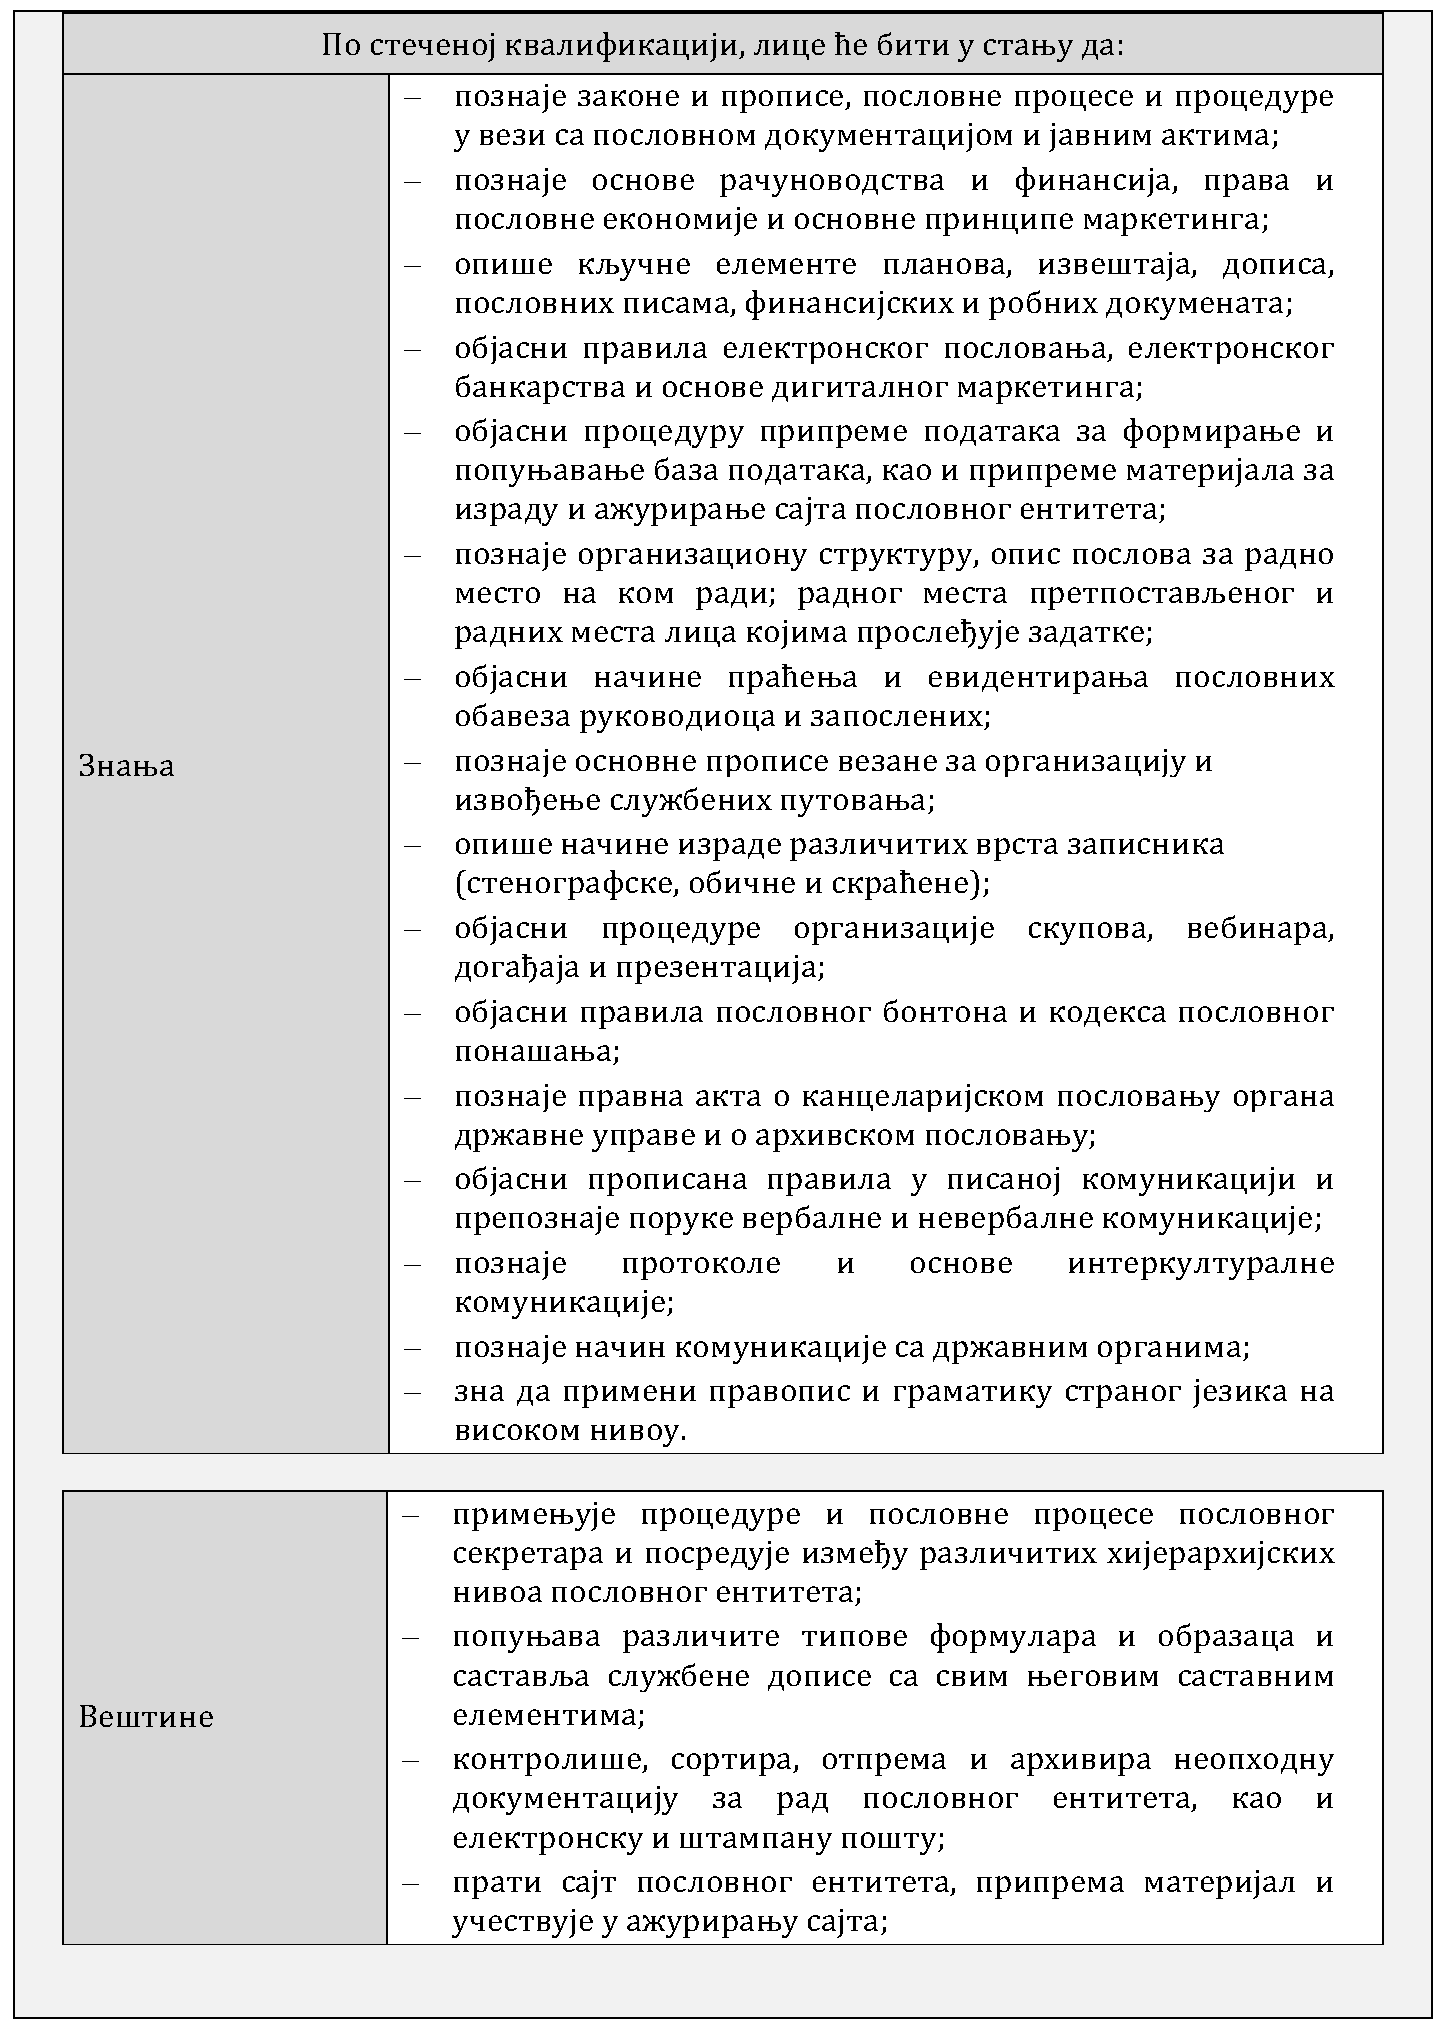 По стеченој квалификацији, лице ће бити у стању да:
Знања
– познаје законе и прописе, пословне процесе и процедуре
у вези са пословном документацијом и јавним актима;
– познаје основе рачуноводства и финансија, права и
пословне економије и основне принципе маркетинга;
– опише кључне елементе планова, извештаја, дописа,
пословних писама, финансијских и робних докумената;
– објасни правила електронског пословања, електронског
банкарства и основе дигиталног маркетинга;
– објасни процедуру припреме података за формирање и
попуњавање база података, као и припреме материјала за
израду и ажурирање сајта пословног ентитета;
– познаје организациону структуру, опис послова за радно
место на ком ради; радног места претпостављеног и
радних места лица којима прослеђује задатке;
– објасни начине праћења и евидентирања пословних
обавеза руководиоца и запослених;
– познаје основне прописе везане за организацију и
извођење службених путовања;
– опише начине израде различитих врста записника
(стенографске, обичне и скраћене);
– објасни процедуре организације скупова, вебинара,
догађаја и презентација;
– објасни правила пословног бонтона и кодекса пословног
понашања;
– познаје правна акта о канцеларијском пословању органа
државне управе и о архивском пословању;
– објасни прописана правила у писаној комуникацији и
препознаје поруке вербалне и невербалне комуникације;
– познаје протоколе и основе интеркултуралне
комуникације;
– познаје начин комуникације са државним органима;
– зна да примени правопис и граматику страног језика на
високом нивоу.
Вештине
– примењује процедуре и пословне процесе пословног
секретара и посредује између различитих хијерархијских
нивоа пословног ентитета;
– попуњава различите типове формулара и образаца и
саставља службене дописе са свим његовим саставним
елементима;
– контролише, сортира, отпрема и архивира неопходну
документацију за рад пословног ентитета, као и
електронску и штампану пошту;
– прати сајт пословног ентитета, припрема материјал и
учествује у ажурирању сајта;